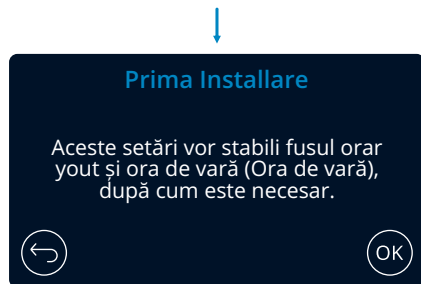 Prima Installare
Aceste setări vor stabili fusul orar
yout și ora de vară (Ora de vară),
după cum este necesar.
OK